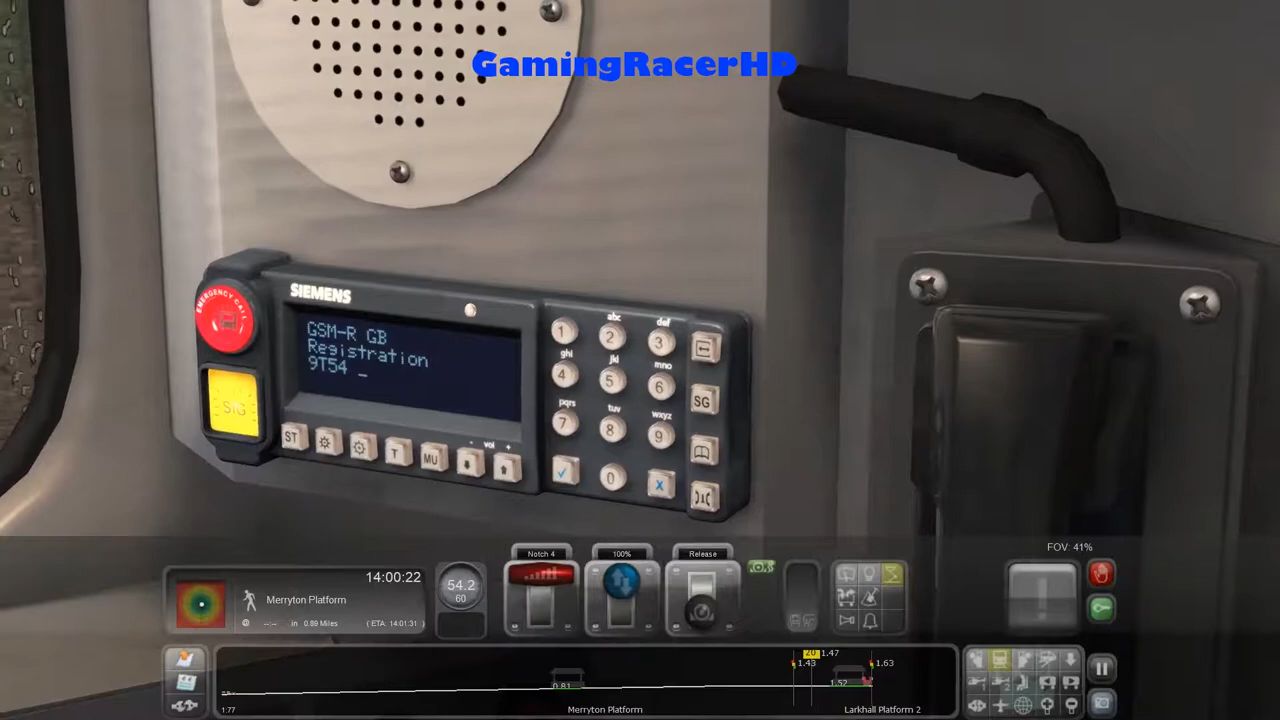 GamingRacerHD
EMERGENCY CALL
SIEMENS
GSM-R GB
Registration
9T54 _
SIG
ST
T
MU
- vol +
1
abc
2
def
3
ghi
4
jkl
5
mno
6
pqrs
7
tuv
8
wxyz
9
0
X
SG
FOV: 41%
14:00:22
Merryton Platform
--:-- in 0.89 Miles ( ETA: 14:01:31 )
54.2
60
Notch 4
100%
Release
0.81
20
1.47
1.43
1.63
1.52
1:77
Merryton Platform
Larkhall Platform 2